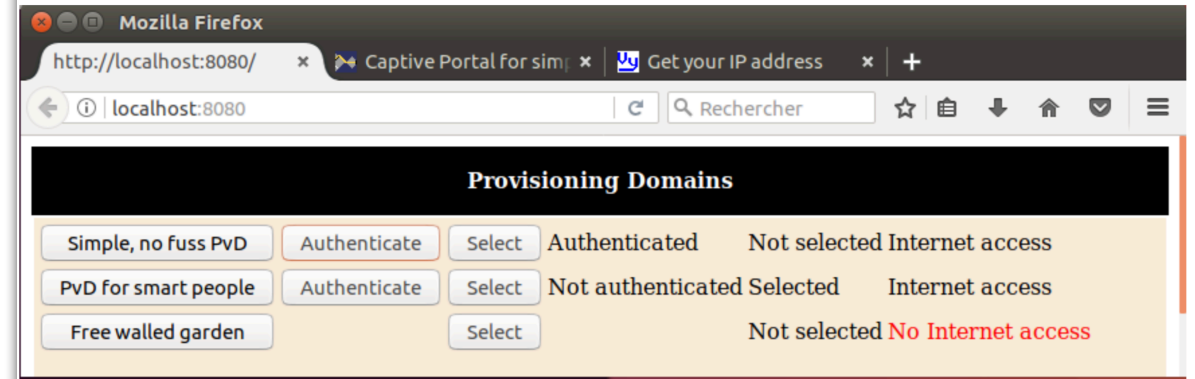 Mozilla Firefox
http://localhost:8080/ × Captive Portal for simp × Vy Get your IP address × +
localhost:8080 Rechercher
Provisioning Domains
Simple, no fuss PvD Authenticate Select Authenticated Not selected Internet access
PvD for smart people Authenticate Select Not authenticated Selected Internet access
Free walled garden Select Not selected No Internet access